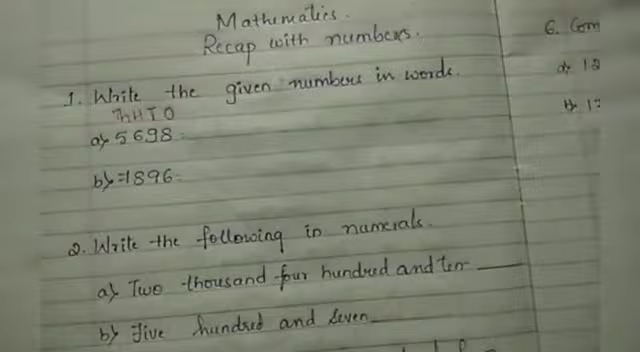 Mathematics.
Recap with numbers.
1. Write the given numbers in words.
Th H T O
a) 5698
b) 1896
2. Write the following in numerals.
a) Two thousand four hundred and ten
b) Five hundred and seven
6. Com
a) 12
b) 1